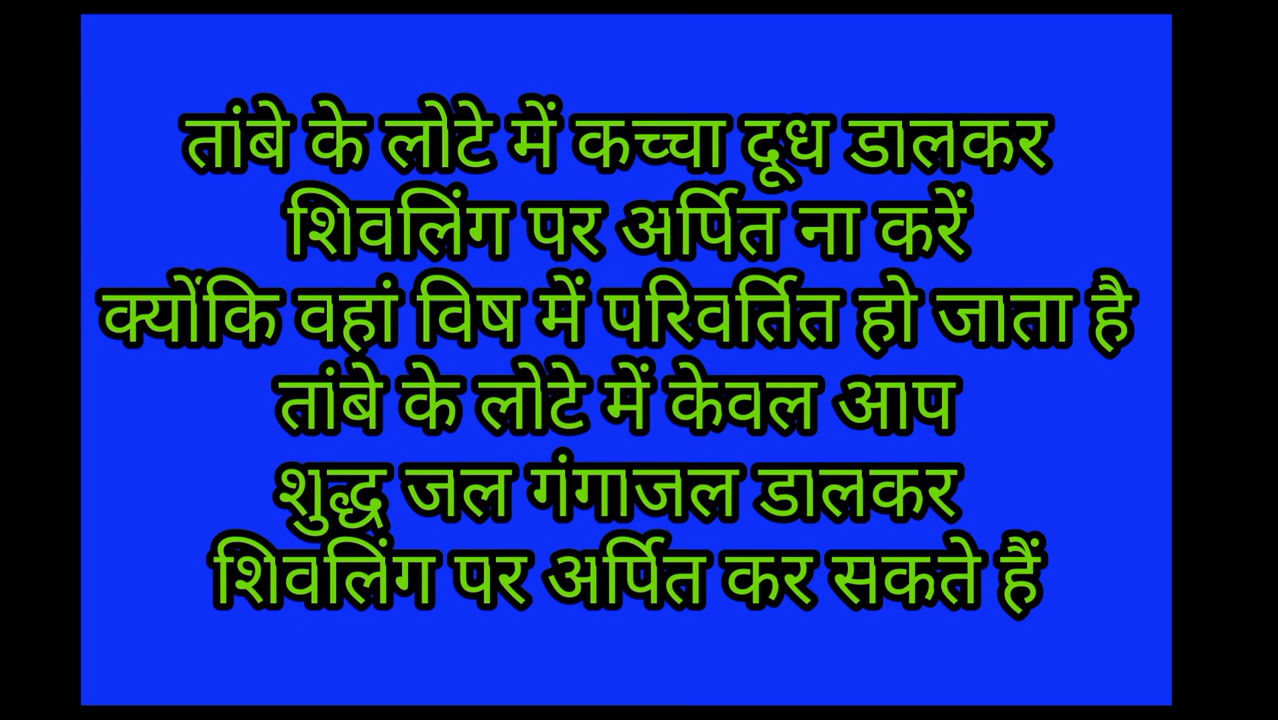 तांबे के लोटे में कच्चा दूध डालकर
शिवलिंग पर अर्पित ना करें
क्योंकि वहां विष में परिवर्तित हो जाता है
तांबे के लोटे में केवल आप
शुद्ध जल गंगाजल डालकर
शिवलिंग पर अर्पित कर सकते हैं